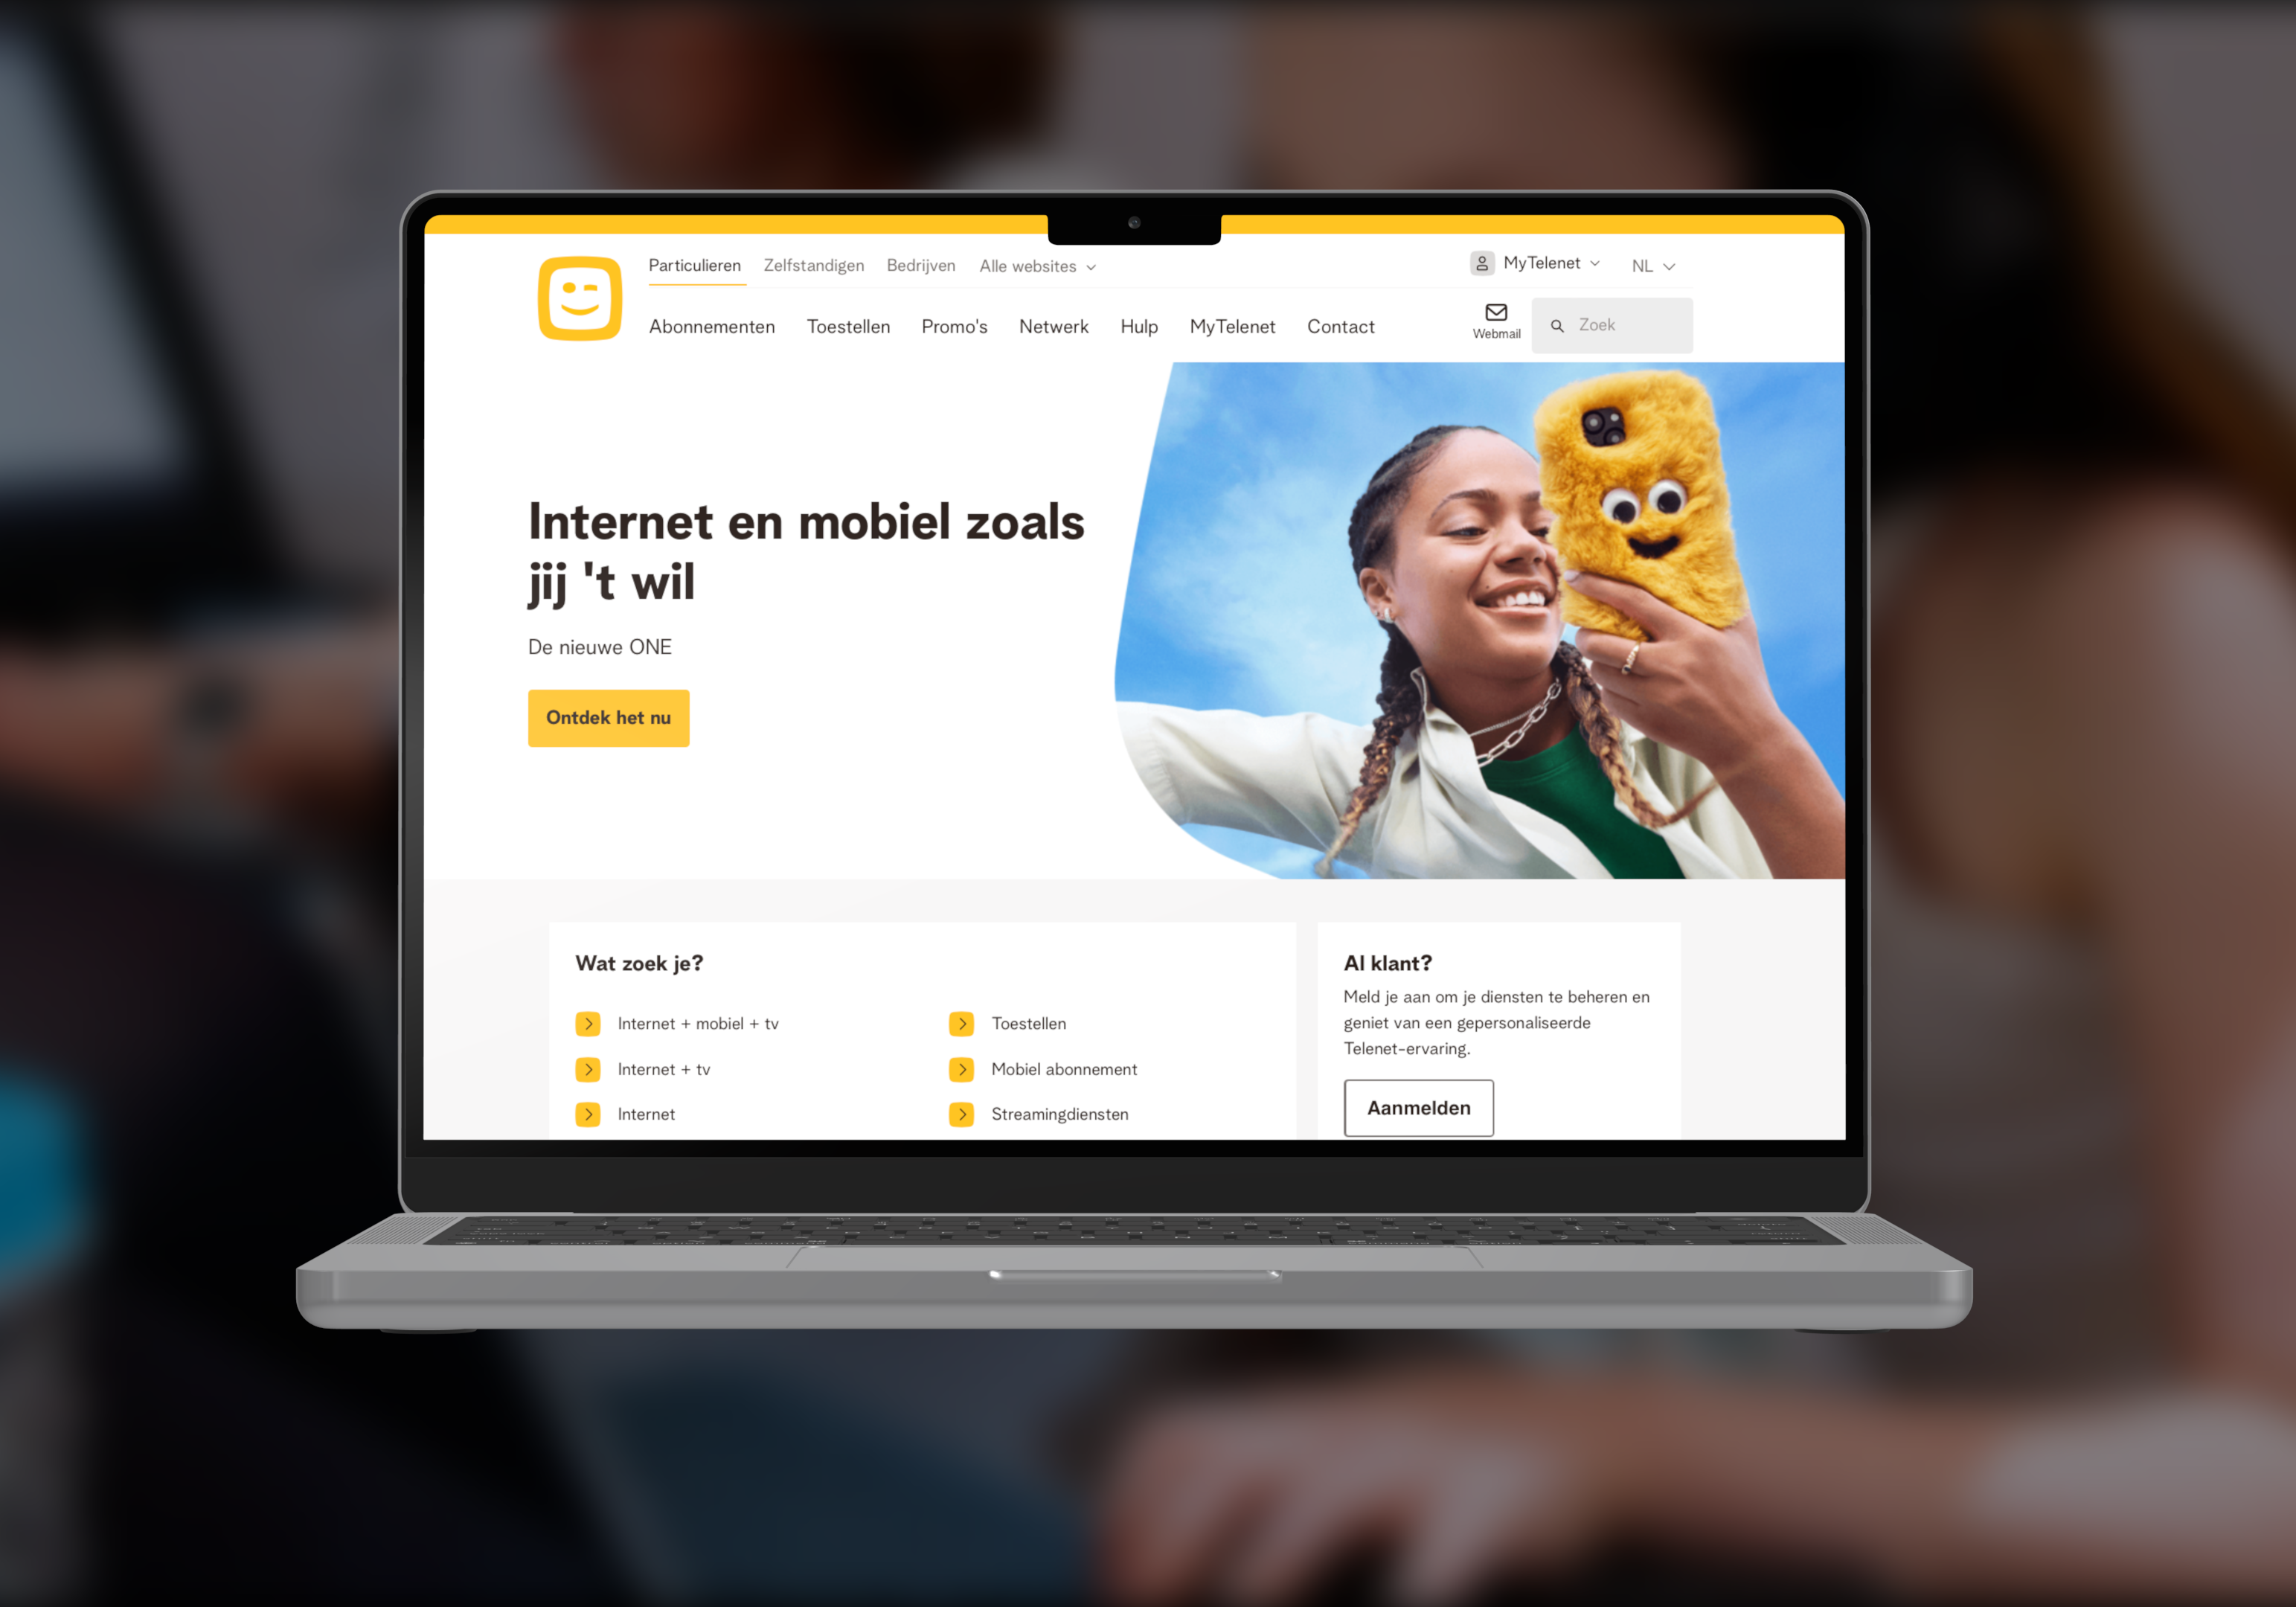 Particulieren Zelfstandigen Bedrijven Alle websites
MyTelenet NL
Abonnementen Toestellen Promo's Netwerk Hulp MyTelenet Contact
Webmail
Zoek
Internet en mobiel zoals
jij 't wil
De nieuwe ONE
Ontdek het nu
Wat zoek je?
Internet + mobiel + tv
Internet + tv
Internet
Toestellen
Mobiel abonnement
Streamingdiensten
Al klant?
Meld je aan om je diensten te beheren en
geniet van een gepersonaliseerde
Telenet-ervaring.
Aanmelden